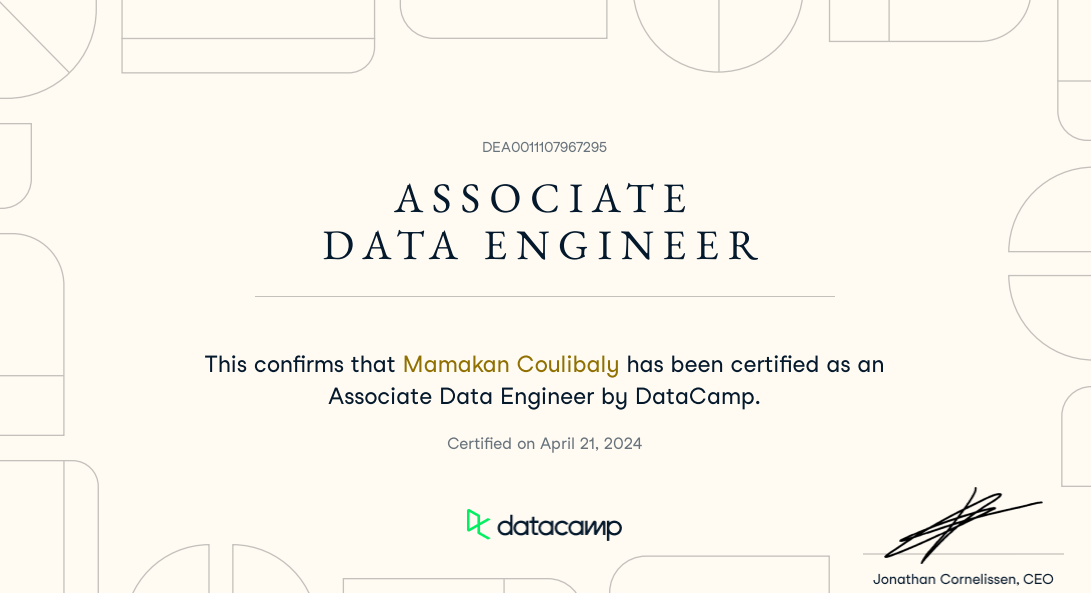 DEA0011107967295
ASSOCIATE
DATA ENGINEER
This confirms that Mamakan Coulibaly has been certified as an
Associate Data Engineer by DataCamp.
Certified on April 21, 2024
datacamp
Jonathan Cornelissen, CEO